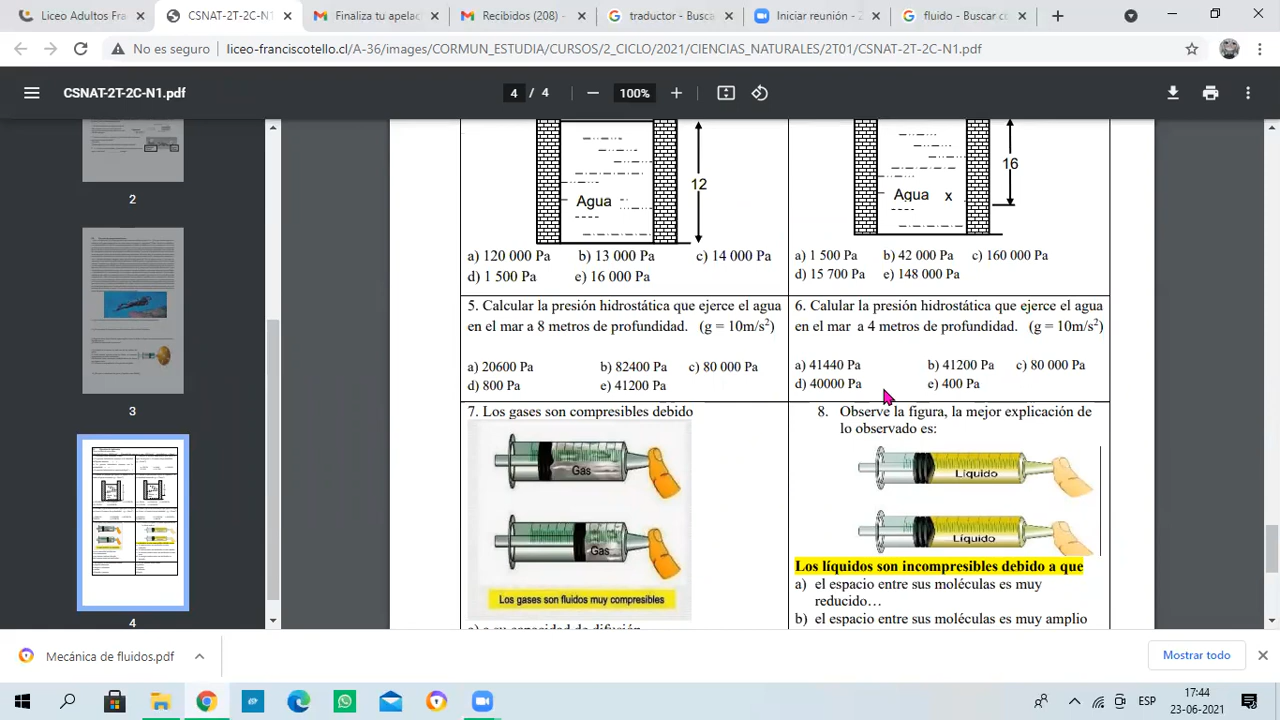 Liceo Adultos Fra
CSNAT-2T-2C-N1
Finaliza tu apelac
Recibidos (208) -
traductor - Busca
Iniciar reunión - Z
fluido - Buscar co
No es seguro
liceo-franciscotello.cl/A-36/images/CORMUN_ESTUDIA/CURSOS/2_CICLO/2021/CIENCIAS_NATURALES/2T01/CSNAT-2T-2C-N1.pdf
CSNAT-2T-2C-N1.pdf
4 / 4
100%
2
3
4
12
Agua
16
Agua x
a) 120 000 Pa b) 13 000 Pa c) 14 000 Pa
d) 1 500 Pa e) 16 000 Pa
a) 1 500 Pa b) 42 000 Pa c) 160 000 Pa
d) 15 700 Pa e) 148 000 Pa
5. Calcular la presión hidrostática que ejerce el agua
en el mar a 8 metros de profundidad. (g = 10m/s²)
a) 20600 Pa b) 82400 Pa c) 80 000 Pa
d) 800 Pa e) 41200 Pa
6. Calular la presión hidrostática que ejerce el agua
en el mar a 4 metros de profundidad. (g = 10m/s²)
a) 41440 Pa b) 41200 Pa c) 80 000 Pa
d) 40000 Pa e) 400 Pa
7. Los gases son compresibles debido
Gas
Gas
Los gases son fluidos muy compresibles
a) a su capacidad de difusión
8. Observe la figura, la mejor explicación de
lo observado es:
Líquido
Líquido
Los líquidos son incompresibles debido a que
a) el espacio entre sus moléculas es muy
reducido…
b) el espacio entre sus moléculas es muy amplio
Mecánica de fluidos.pdf
Mostrar todo
ESP
17:44
23-06-2021